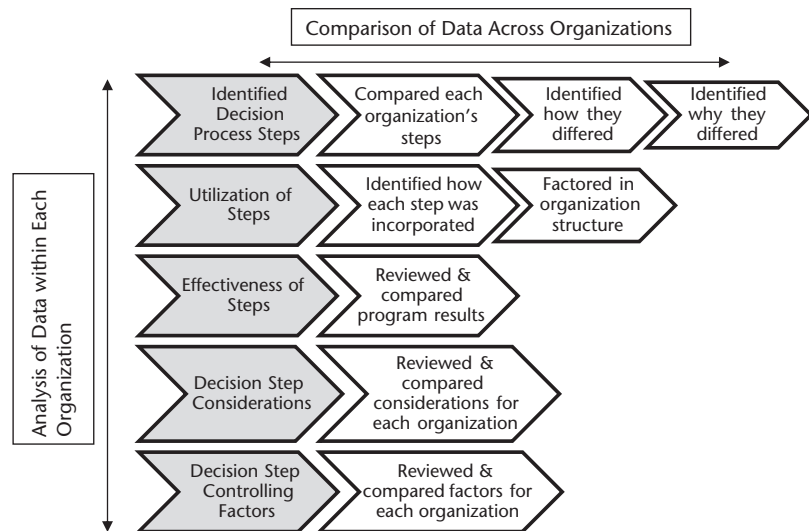 Comparison of Data Across Organizations
Analysis of Data within Each
Organization
Identified
Decision
Process Steps
Compared each
organization's
steps
Identified
how they
differed
Identified
why they
differed
Utilization of
Steps
Identified how
each step was
incorporated
Factored in
organization
structure
Effectiveness of
Steps
Reviewed &
compared
program results
Decision Step
Considerations
Reviewed &
compared
considerations for
each organization
Decision Step
Controlling
Factors
Reviewed &
compared factors for
each organization